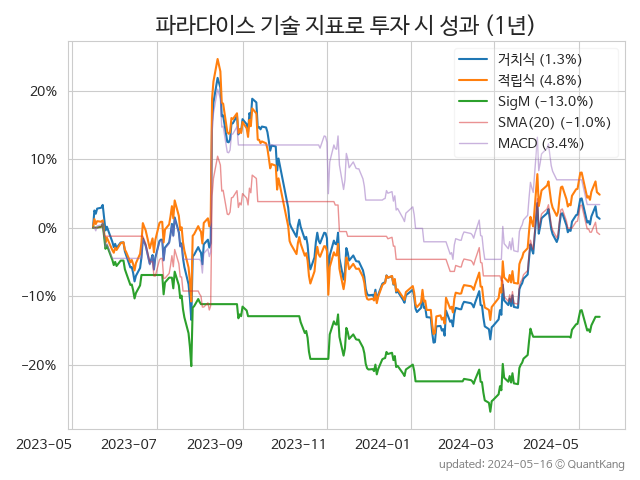 파라다이스 기술 지표로 투자 시 성과 (1년)
거치식 (1.3%)
적립식 (4.8%)
SigM (−13.0%)
SMA(20) (−1.0%)
MACD (3.4%)
20%
10%
0%
−10%
−20%
2023−05 2023−07 2023−09 2023−11 2024−01 2024−03 2024−05
updated: 2024−05−16 ⓒ QuantKang